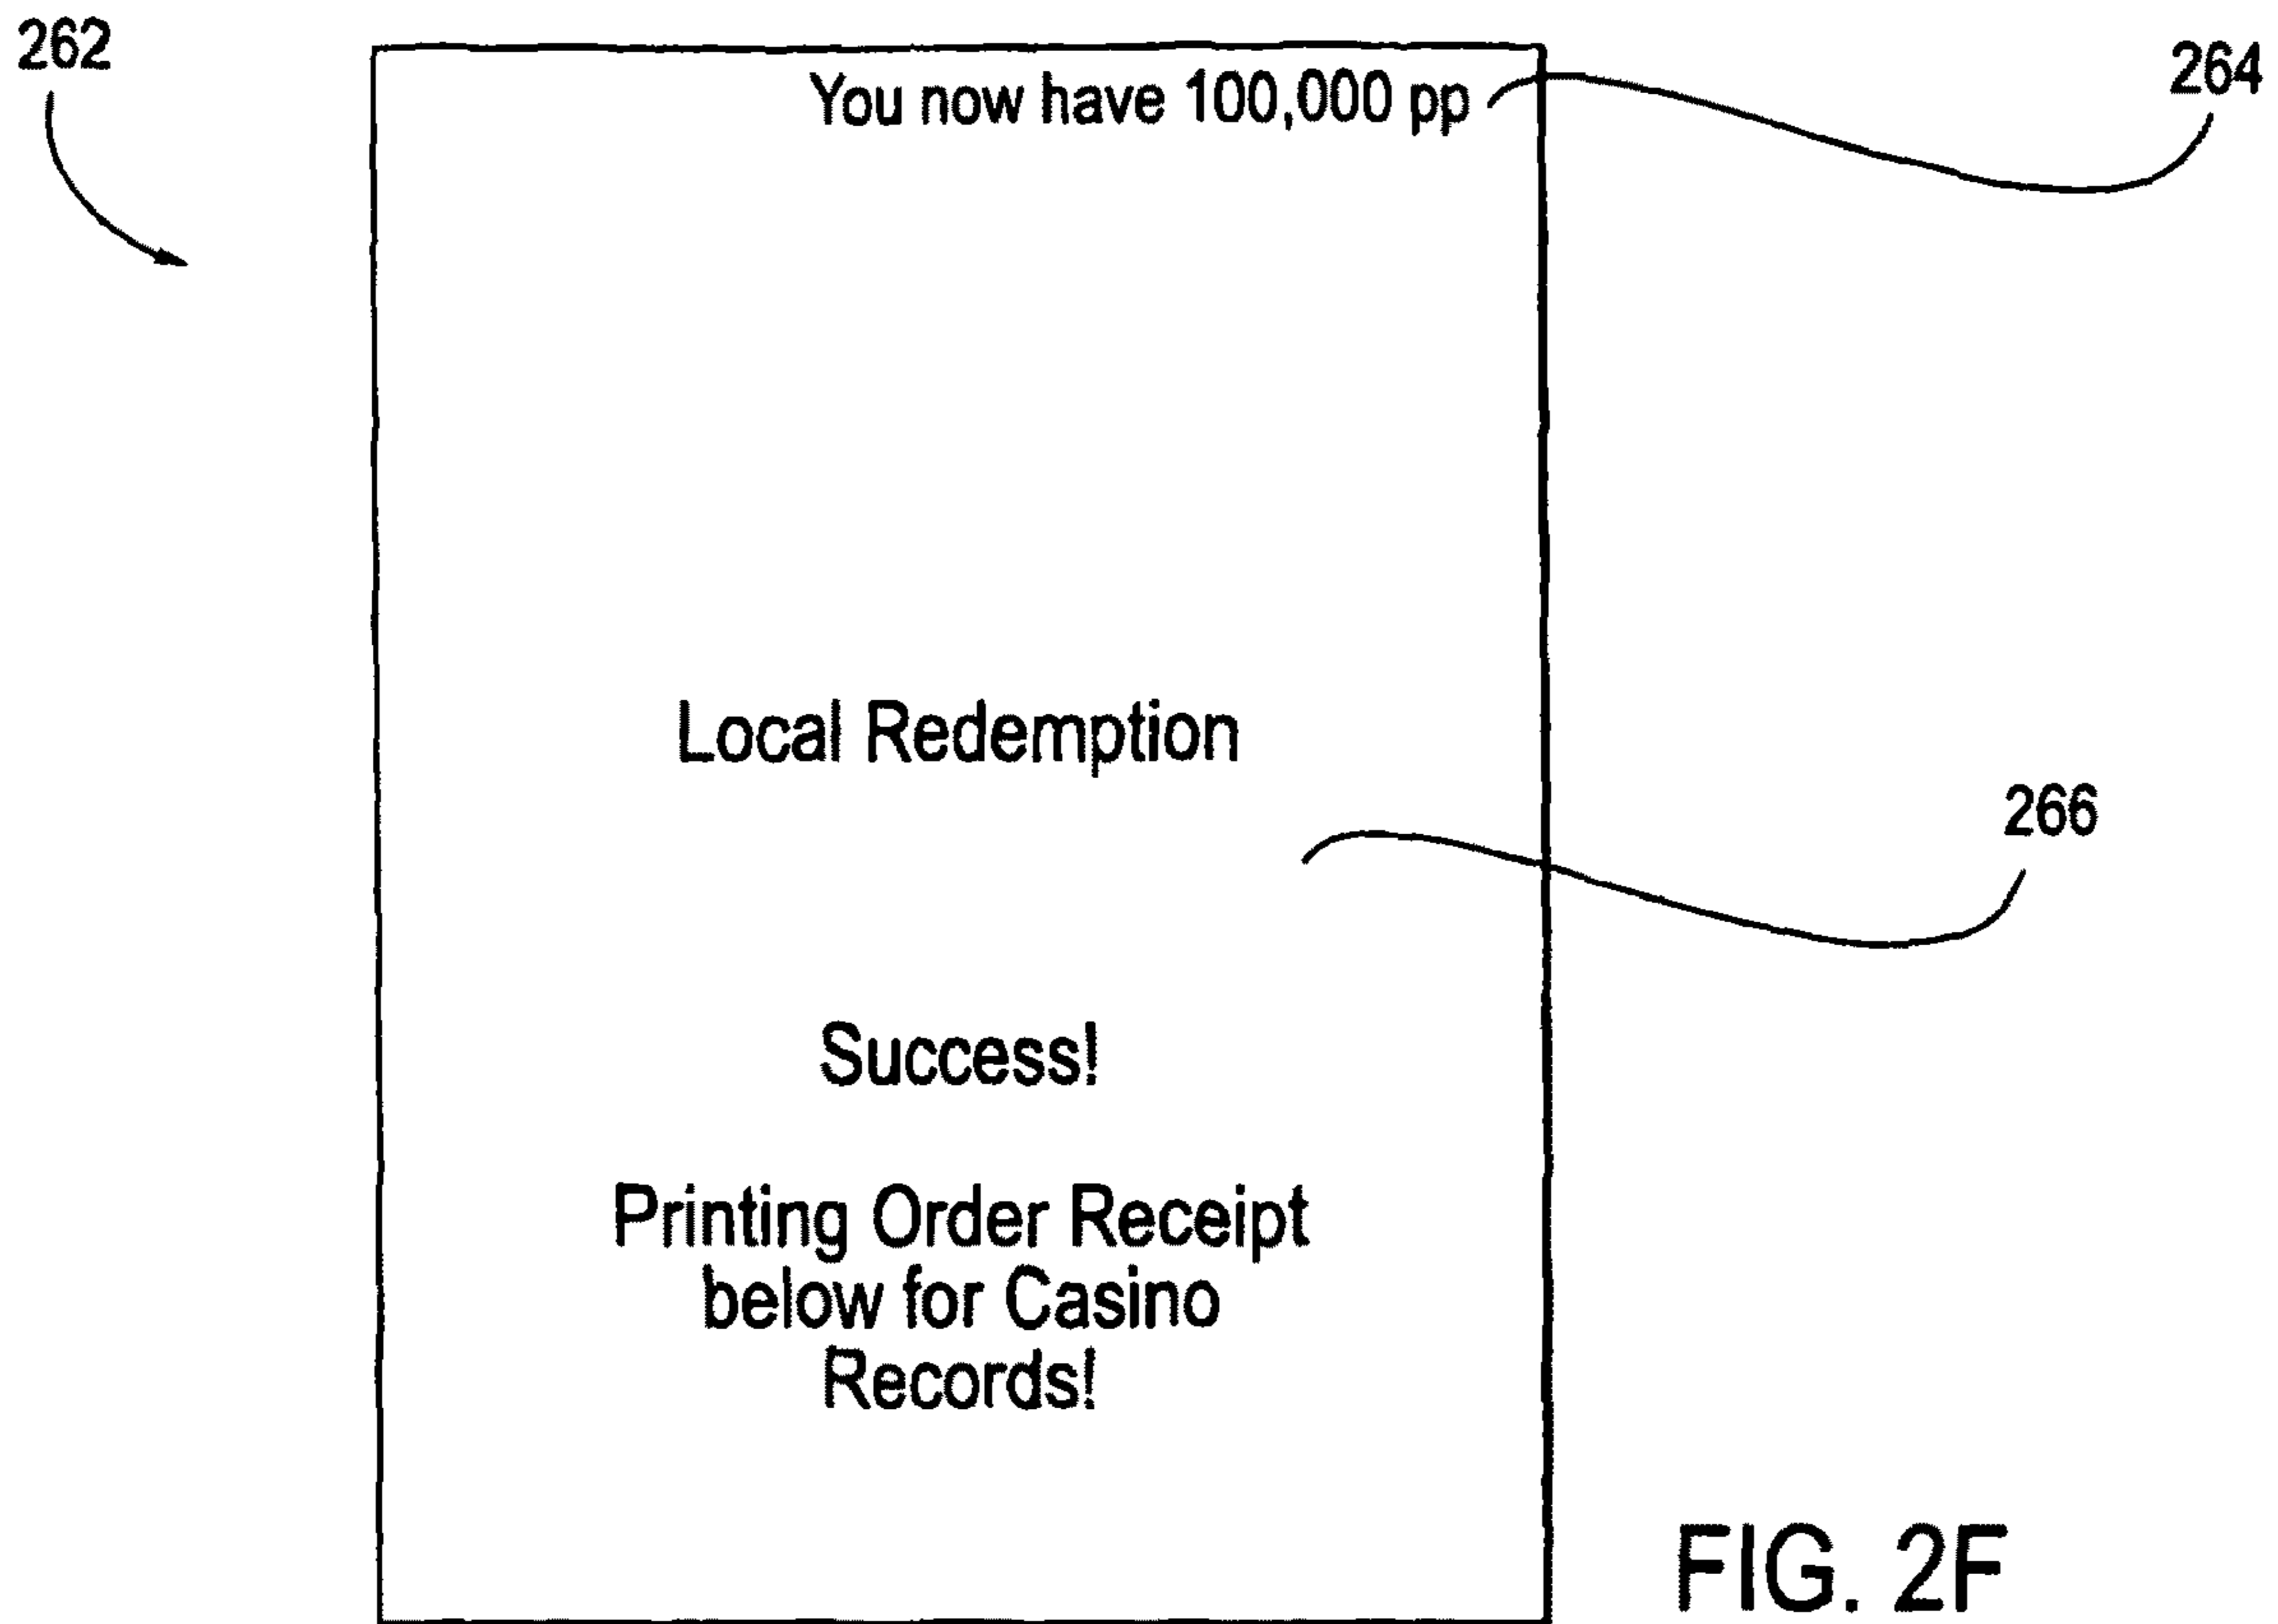 262
You now have 100,000 pp
264
Local Redemption
266
Success!
Printing Order Receipt
below for Casino
Records!
FIG. 2F